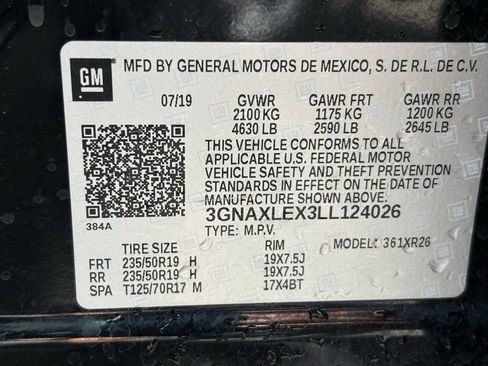 GM
MFD BY GENERAL MOTORS DE MEXICO, S. DE R.L. DE C.V.
07/19 GVWR GAWR FRT GAWR RR
2100 KG 1175 KG 1200 KG
4630 LB 2590 LB 2645 LB
THIS VEHICLE CONFORMS TO ALL
APPLICABLE U.S. FEDERAL MOTOR
VEHICLE SAFETY AND THEFT PREVENTION
STANDARDS IN EFFECT ON THE DATE
OF MANUFACTURE SHOWN ABOVE.
3GNAXLEX3LL124026
384A TYPE: M.P.V. MODEL: 361XR26
TIRE SIZE RIM
FRT 235/50R19 H 19X7.5J
RR 235/50R19 H 19X7.5J
SPA T125/70R17 M 17X4BT